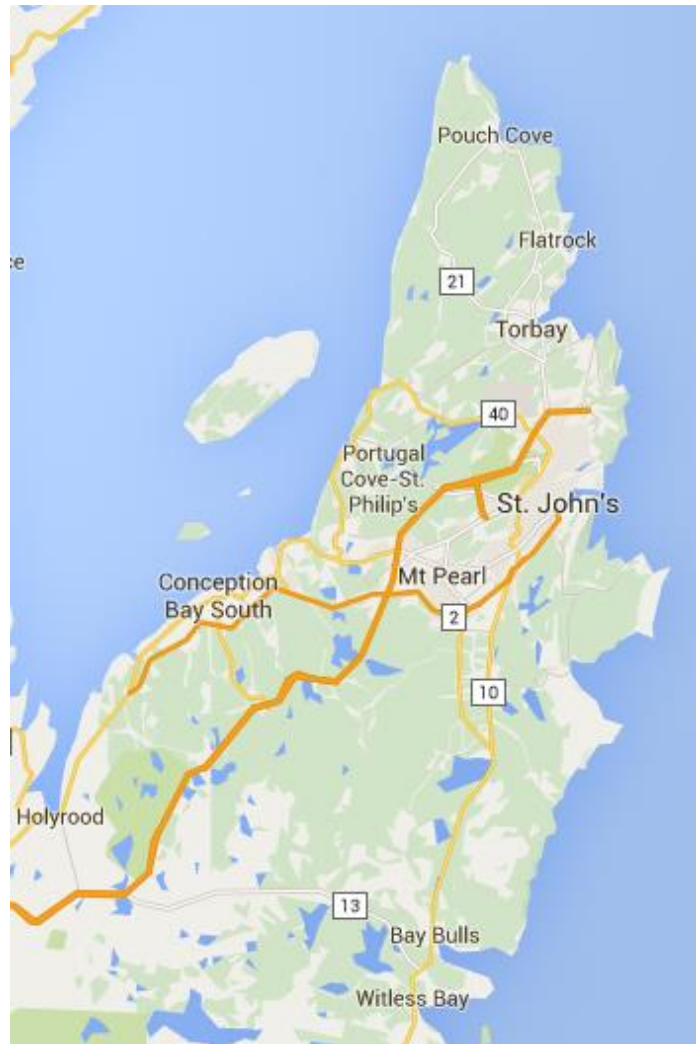 Pouch Cove
Flatrock
ce
21
Torbay
40
Portugal
Cove-St.
Philip's
St. John's
Conception
Bay South
Mt Pearl
2
10
Holyrood
13
Bay Bulls
Witless Bay